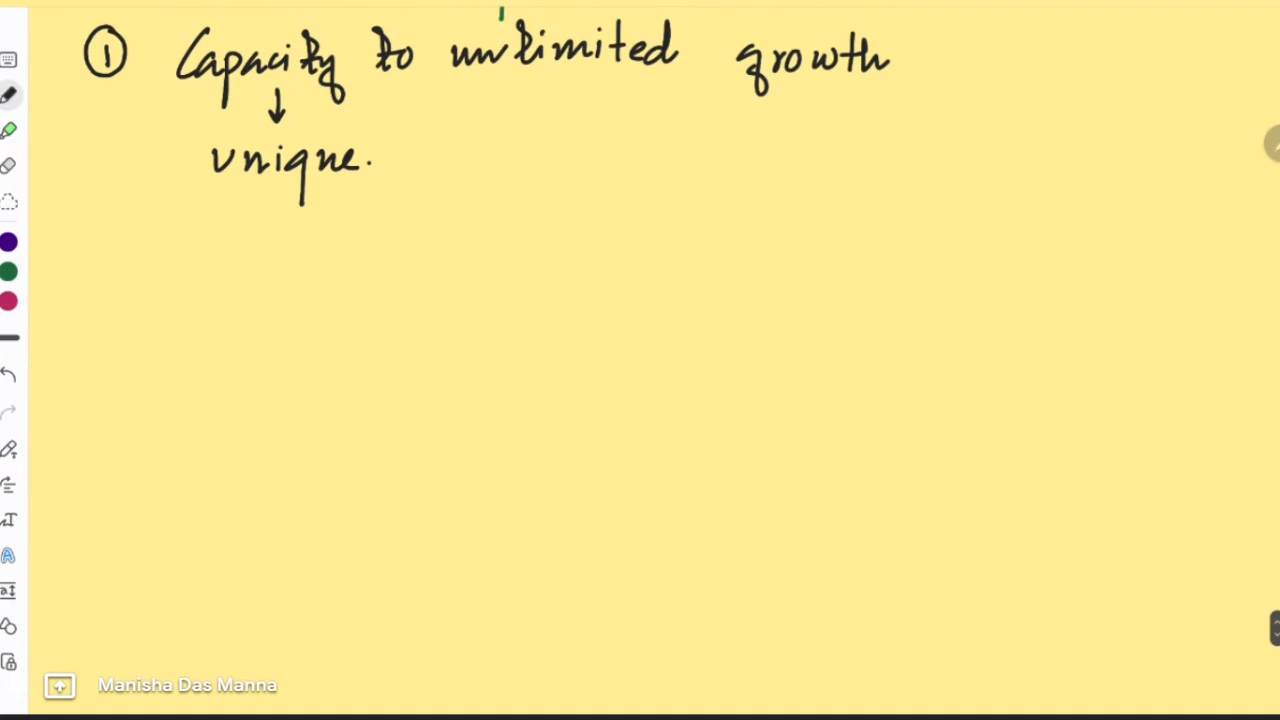 ① Capacity to unlimited growth
↓
unique.
Manisha Das Manna